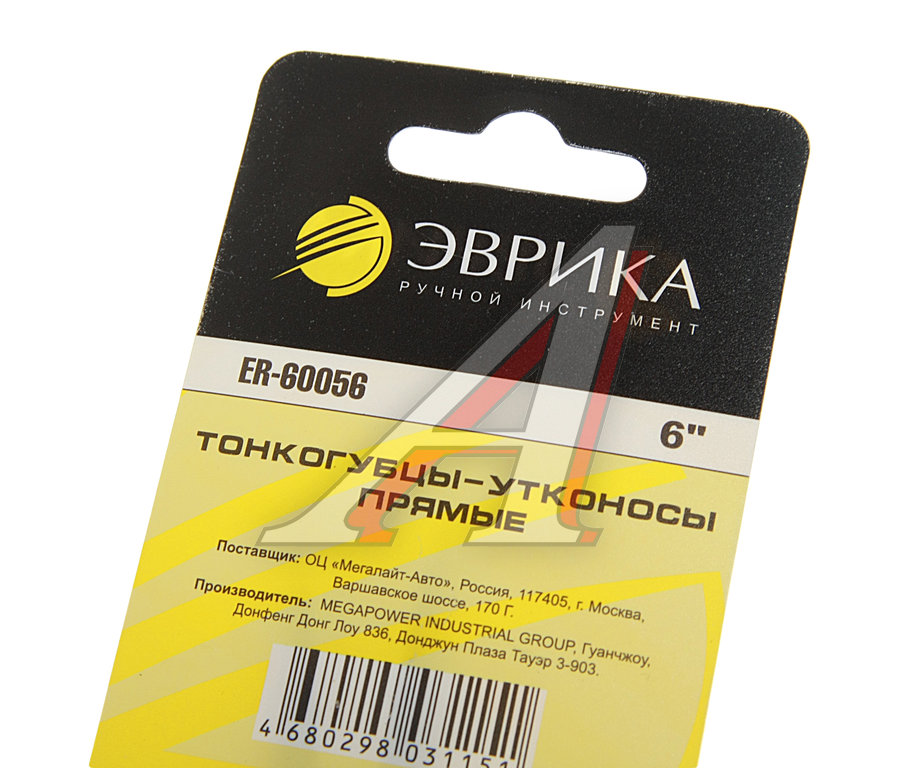 ЭВРИКА
РУЧНОЙ ИНСТРУМЕНТ
ER-60056
6"
ТОНКОГУБЦЫ-УТКОНОСЫ
ПРЯМЫЕ
Поставщик: ОЦ «Мегалайт-Авто», Россия, 117405, г. Москва,
Варшавское шоссе, 170 Г.
Производитель: MEGAPOWER INDUSTRIAL GROUP, Гуанчжоу,
Донфенг Донг Лоу 836, Донджун Плаза Тауэр 3-903.
4 680298 031151